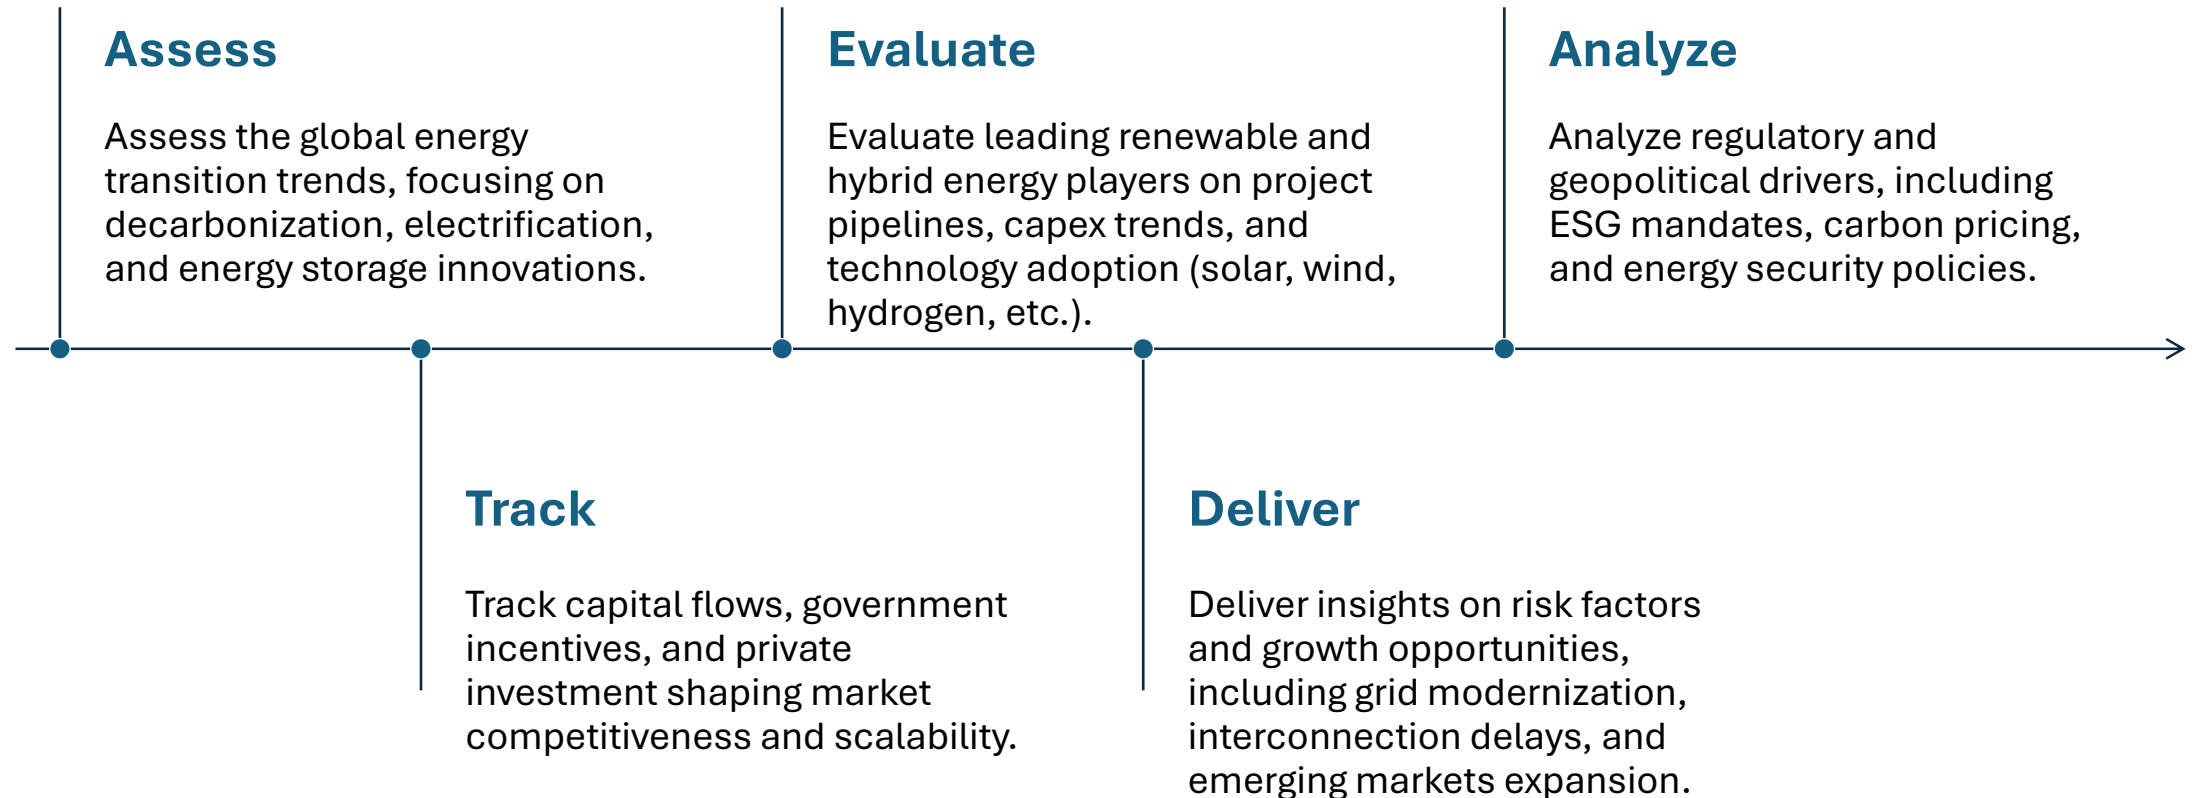 Assess
Assess the global energy
transition trends, focusing on
decarbonization, electrification,
and energy storage innovations.
Track
Track capital flows, government
incentives, and private
investment shaping market
competitiveness and scalability.
Evaluate
Evaluate leading renewable and
hybrid energy players on project
pipelines, capex trends, and
technology adoption (solar, wind,
hydrogen, etc.).
Deliver
Deliver insights on risk factors
and growth opportunities,
including grid modernization,
interconnection delays, and
emerging markets expansion.
Analyze
Analyze regulatory and
geopolitical drivers, including
ESG mandates, carbon pricing,
and energy security policies.